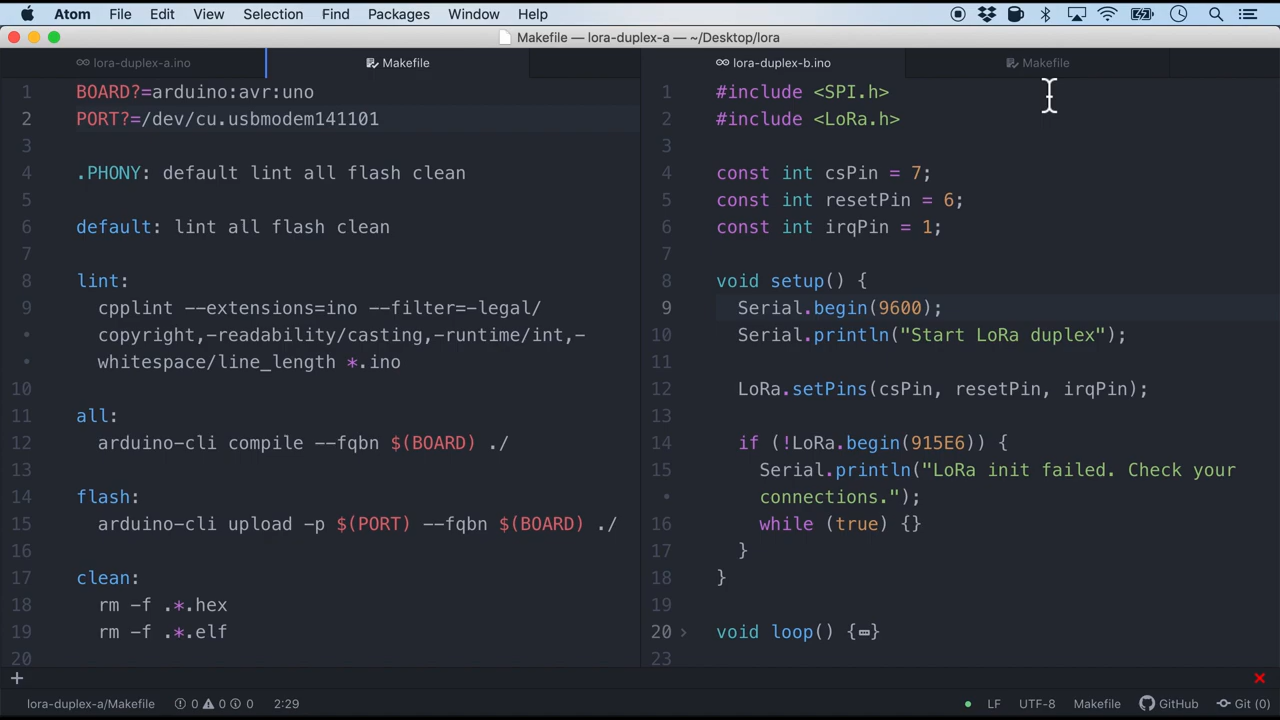 Atom File Edit View Selection Find Packages Window Help
Makefile — lora-duplex-a — ~/Desktop/lora
lora-duplex-a.ino
Makefile
1 BOARD?=arduino:avr:uno
2 PORT?=/dev/cu.usbmodem141101
3
4 .PHONY: default lint all flash clean
5
6 default: lint all flash clean
7
8 lint:
9 cpplint --extensions=ino --filter=-legal/
• copyright,-readability/casting,-runtime/int,-
• whitespace/line_length *.ino
10
11 all:
12 arduino-cli compile --fqbn $(BOARD) ./
13
14 flash:
15 arduino-cli upload -p $(PORT) --fqbn $(BOARD) ./
16
17 clean:
18 rm -f .*.hex
19 rm -f .*.elf
20
lora-duplex-b.ino
Makefile
1 #include <SPI.h>
2 #include <LoRa.h>
3
4 const int csPin = 7;
5 const int resetPin = 6;
6 const int irqPin = 1;
7
8 void setup() {
9 Serial.begin(9600);
10 Serial.println("Start LoRa duplex");
11
12 LoRa.setPins(csPin, resetPin, irqPin);
13
14 if (!LoRa.begin(915E6)) {
15 Serial.println("LoRa init failed. Check your
• connections.");
16 while (true) {}
17 }
18 }
19
20 void loop() {…}
23
lora-duplex-a/Makefile 0 0 0 2:29 LF UTF-8 Makefile GitHub Git (0)